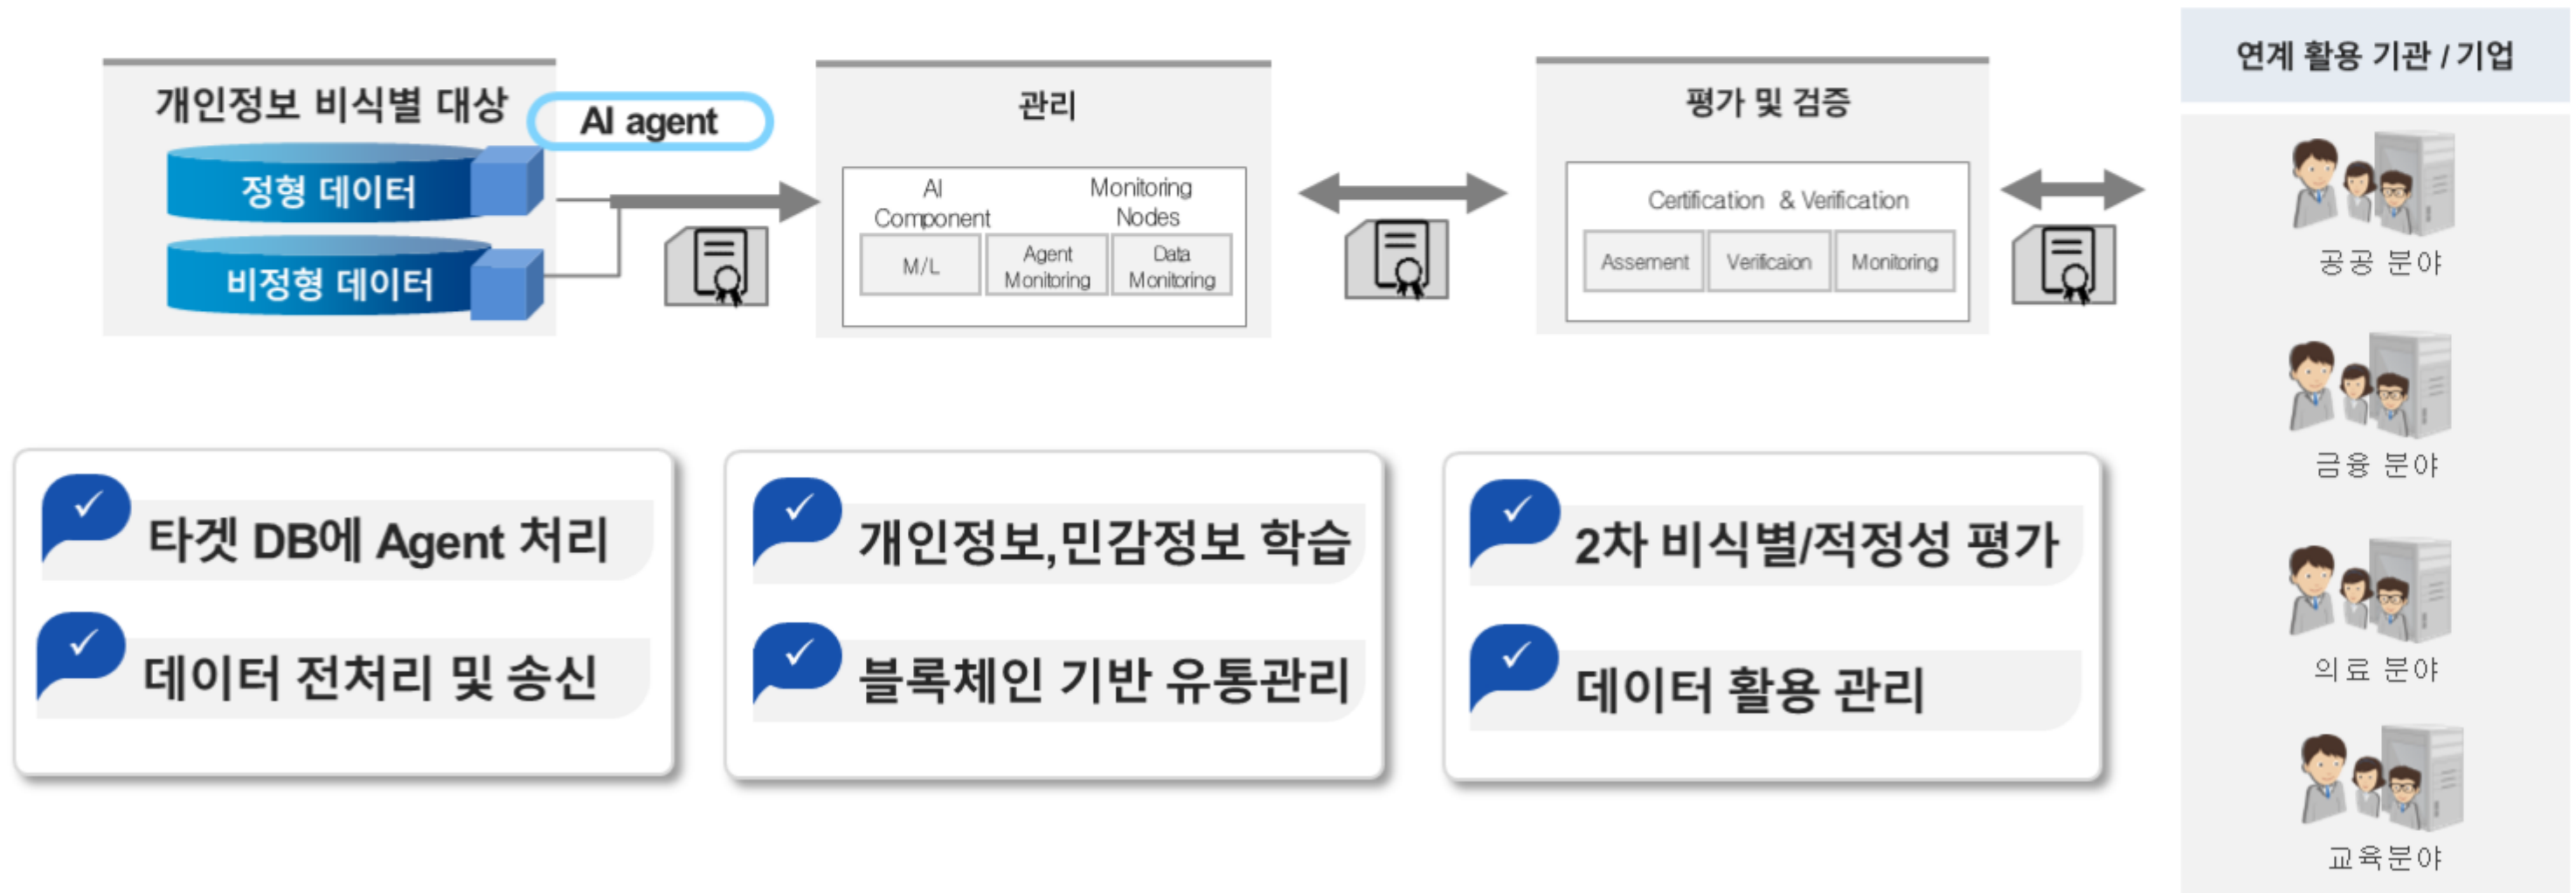 개인정보 비식별 대상
AI agent
정형 데이터
비정형 데이터
관리
AI
Component
Monitoring
Nodes
M/L
Agent
Monitoring
Data
Monitoring
평가 및 검증
Certification & Verification
Assement
Verificaion
Monitoring
연계 활용 기관 / 기업
공공 분야
금융 분야
의료 분야
교육분야
타겟 DB에 Agent 처리
데이터 전처리 및 송신
개인정보,민감정보 학습
블록체인 기반 유통관리
2차 비식별/적정성 평가
데이터 활용 관리